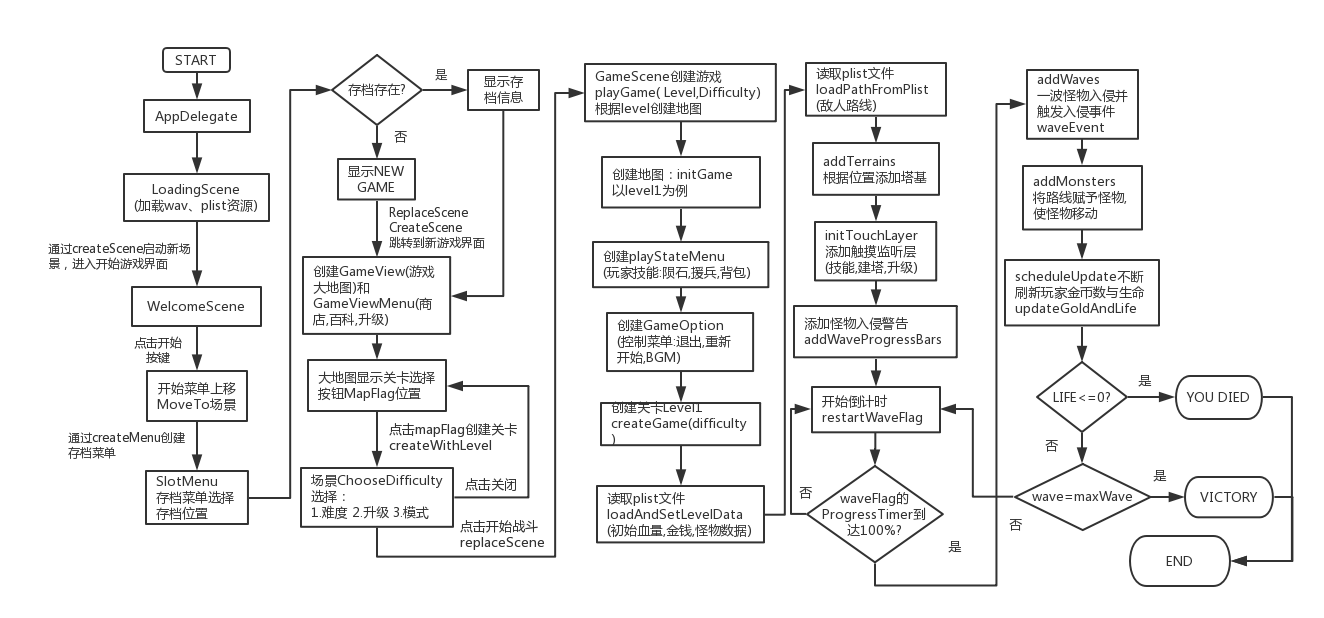 START
AppDelegate
LoadingScene
(加载wav、plist资源)
通过createScene启动新场
景，进入开始游戏界面
WelcomeScene
点击开始
按键
开始菜单上移
MoveTo场景
通过createMenu创建
存档菜单
SlotMenu
存档菜单选择
存档位置
存档存在?
是
显示存
档信息
否
显示NEW
GAME
ReplaceScene
CreateScene
跳转到新游戏界面
创建GameView(游戏
大地图)和
GameViewMenu(商
店,百科,升级)
大地图显示关卡选择
按钮MapFlag位置
点击mapFlag创建关卡
createWithLevel
场景ChooseDifficulty
选择：
1.难度 2.升级 3.模式
点击关闭
点击开始战斗
replaceScene
GameScene创建游戏
playGame( Level,Difficulty)
根据level创建地图
创建地图：initGame
以level1为例
创建playStateMenu
(玩家技能:陨石,援兵,背包)
创建GameOption
(控制菜单:退出,重新
开始,BGM)
创建关卡Level1
createGame(difficulty
)
读取plist文件
loadAndSetLevelData
(初始血量,金钱,怪物数据)
读取plist文件
loadPathFromPlist
(敌人路线)
addTerrains
根据位置添加塔基
initTouchLayer
添加触摸监听层
(技能,建塔,升级)
添加怪物入侵警告
addWaveProgressBars
开始倒计时
restartWaveFlag
否
waveFlag的
ProgressTimer到
达100%?
是
addWaves
一波怪物入侵并
触发入侵事件
waveEvent
addMonsters
将路线赋予怪物,
使怪物移动
scheduleUpdate不断
刷新玩家金币数与生命
updateGoldAndLife
LIFE<=0?
是
YOU DIED
否
wave=maxWave
是
VICTORY
否
END